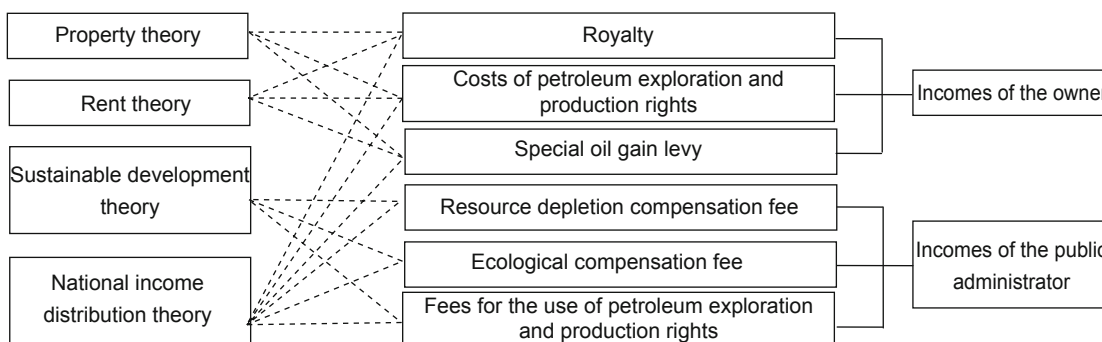 Property theory
Rent theory
Sustainable development
theory
National income
distribution theory
Royalty
Costs of petroleum exploration and
production rights
Special oil gain levy
Resource depletion compensation fee
Ecological compensation fee
Fees for the use of petroleum exploration
and production rights
Incomes of the owner
Incomes of the public
administrator